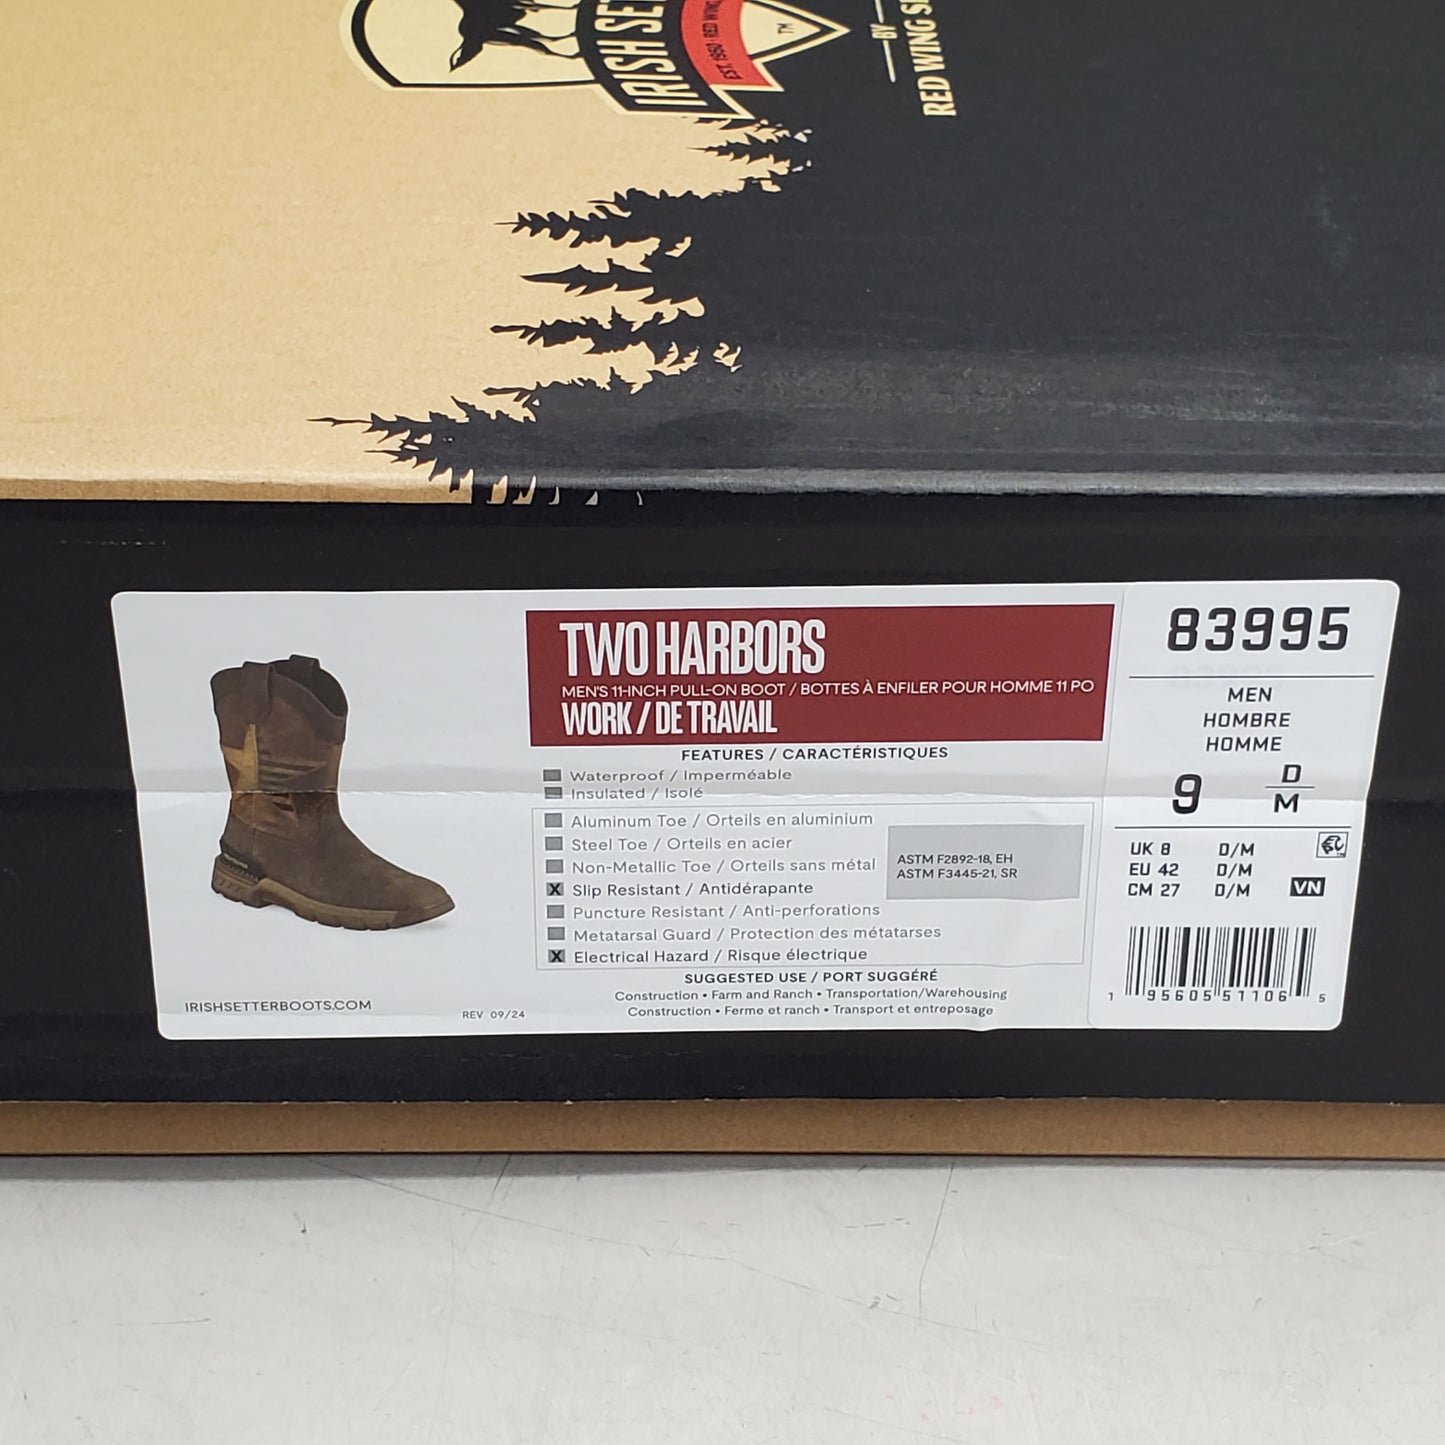 IRISH
EST. 1950 · RED WING
TM
BY
RED WING
TWO HARBORS
MEN'S 11-INCH PULL-ON BOOT / BOTTES À ENFILER POUR HOMME 11 PO
WORK / DE TRAVAIL
FEATURES / CARACTÉRISTIQUES
Waterproof / Imperméable
Insulated / Isolé
Aluminum Toe / Orteils en aluminium
Steel Toe / Orteils en acier
Non-Metallic Toe / Orteils sans métal
X Slip Resistant / Antidérapante
Puncture Resistant / Anti-perforations
Metatarsal Guard / Protection des métatarses
X Electrical Hazard / Risque électrique
ASTM F2892-18, EH
ASTM F3445-21, SR
SUGGESTED USE / PORT SUGGÉRÉ
Construction • Farm and Ranch • Transportation/Warehousing
Construction • Ferme et ranch • Transport et entreposage
IRISHSETTERBOOTS.COM
REV 09/24
83995
MEN
HOMBRE
HOMME
9 D
M
UK 8 D/M
EU 42 D/M
CM 27 D/M
VN
1 95605 51106 5